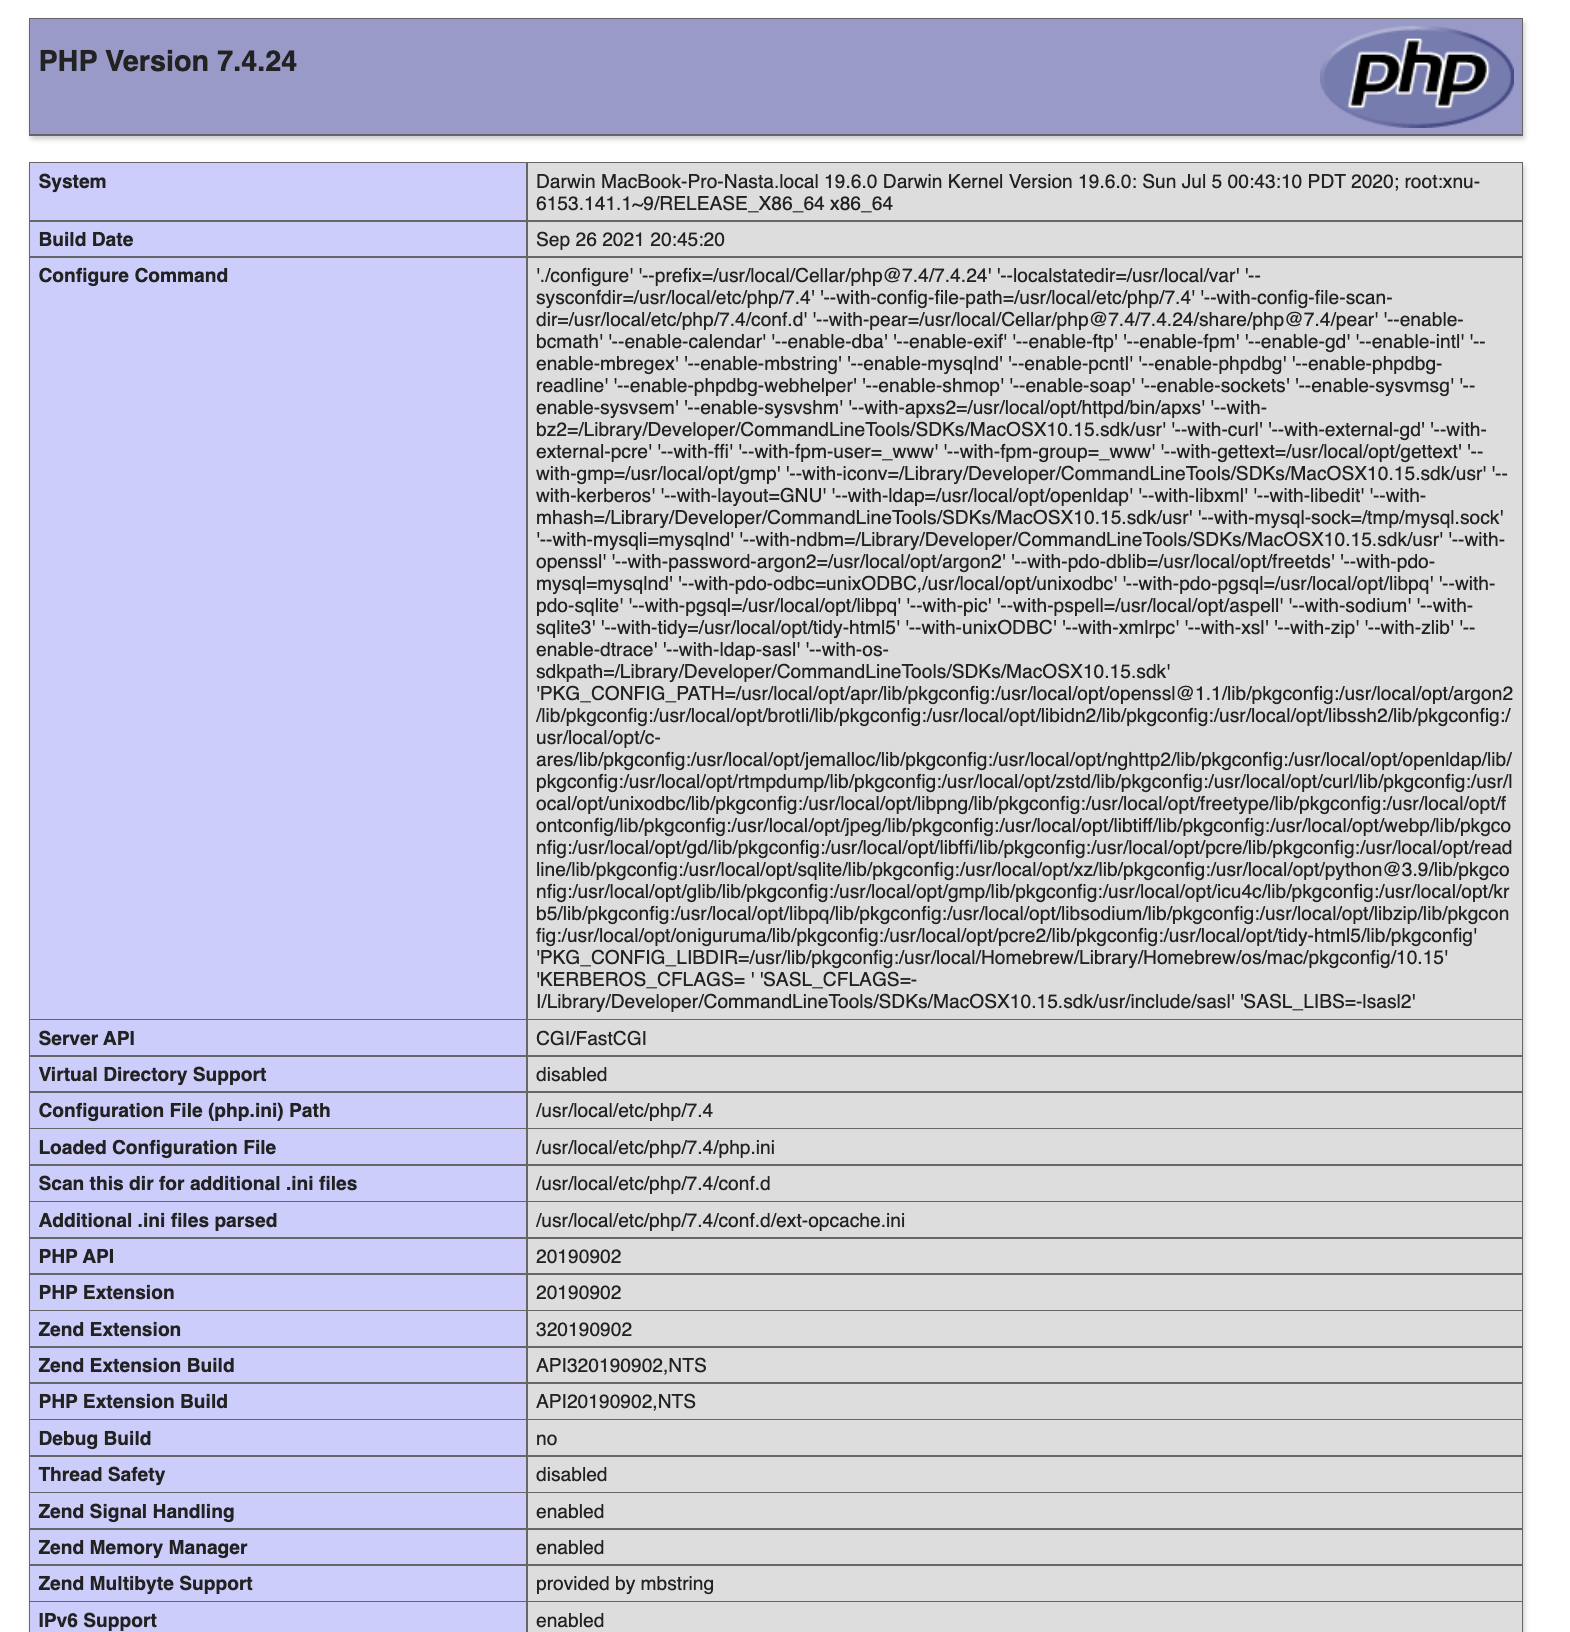 PHP Version 7.4.24
php
System
Darwin MacBook-Pro-Nasta.local 19.6.0 Darwin Kernel Version 19.6.0: Sun Jul 5 00:43:10 PDT 2020; root:xnu-
6153.141.1~9/RELEASE_X86_64 x86_64
Build Date
Sep 26 2021 20:45:20
Configure Command
'./configure' '--prefix=/usr/local/Cellar/php@7.4/7.4.24' '--localstatedir=/usr/local/var' '--
sysconfdir=/usr/local/etc/php/7.4' '--with-config-file-path=/usr/local/etc/php/7.4' '--with-config-file-scan-
dir=/usr/local/etc/php/7.4/conf.d' '--with-pear=/usr/local/Cellar/php@7.4/7.4.24/share/php@7.4/pear' '--enable-
bcmath' '--enable-calendar' '--enable-dba' '--enable-exif' '--enable-ftp' '--enable-fpm' '--enable-gd' '--enable-intl' '--
enable-mbregex' '--enable-mbstring' '--enable-mysqlnd' '--enable-pcntl' '--enable-phpdbg' '--enable-phpdbg-
readline' '--enable-phpdbg-webhelper' '--enable-shmop' '--enable-soap' '--enable-sockets' '--enable-sysvmsg' '--
enable-sysvsem' '--enable-sysvshm' '--with-apxs2=/usr/local/opt/httpd/bin/apxs' '--with-
bz2=/Library/Developer/CommandLineTools/SDKs/MacOSX10.15.sdk/usr' '--with-curl' '--with-external-gd' '--with-
external-pcre' '--with-ffi' '--with-fpm-user=_www' '--with-fpm-group=_www' '--with-gettext=/usr/local/opt/gettext' '--
with-gmp=/usr/local/opt/gmp' '--with-iconv=/Library/Developer/CommandLineTools/SDKs/MacOSX10.15.sdk/usr' '--
with-kerberos' '--with-layout=GNU' '--with-ldap=/usr/local/opt/openldap' '--with-libxml' '--with-libedit' '--with-
mhash=/Library/Developer/CommandLineTools/SDKs/MacOSX10.15.sdk/usr' '--with-mysql-sock=/tmp/mysql.sock'
'--with-mysqli=mysqlnd' '--with-ndbm=/Library/Developer/CommandLineTools/SDKs/MacOSX10.15.sdk/usr' '--with-
openssl' '--with-password-argon2=/usr/local/opt/argon2' '--with-pdo-dblib=/usr/local/opt/freetds' '--with-pdo-
mysql=mysqlnd' '--with-pdo-odbc=unixODBC,/usr/local/opt/unixodbc' '--with-pdo-pgsql=/usr/local/opt/libpq' '--with-
pdo-sqlite' '--with-pgsql=/usr/local/opt/libpq' '--with-pic' '--with-pspell=/usr/local/opt/aspell' '--with-sodium' '--with-
sqlite3' '--with-tidy=/usr/local/opt/tidy-html5' '--with-unixODBC' '--with-xmlrpc' '--with-xsl' '--with-zip' '--with-zlib' '--
enable-dtrace' '--with-ldap-sasl' '--with-os-
sdkpath=/Library/Developer/CommandLineTools/SDKs/MacOSX10.15.sdk'
'PKG_CONFIG_PATH=/usr/local/opt/apr/lib/pkgconfig:/usr/local/opt/openssl@1.1/lib/pkgconfig:/usr/local/opt/argon2
/lib/pkgconfig:/usr/local/opt/brotli/lib/pkgconfig:/usr/local/opt/libidn2/lib/pkgconfig:/usr/local/opt/libssh2/lib/pkgconfig:/
usr/local/opt/c-
ares/lib/pkgconfig:/usr/local/opt/jemalloc/lib/pkgconfig:/usr/local/opt/nghttp2/lib/pkgconfig:/usr/local/opt/openldap/lib/
pkgconfig:/usr/local/opt/rtmpdump/lib/pkgconfig:/usr/local/opt/zstd/lib/pkgconfig:/usr/local/opt/curl/lib/pkgconfig:/usr/l
ocal/opt/unixodbc/lib/pkgconfig:/usr/local/opt/libpng/lib/pkgconfig:/usr/local/opt/freetype/lib/pkgconfig:/usr/local/opt/f
ontconfig/lib/pkgconfig:/usr/local/opt/jpeg/lib/pkgconfig:/usr/local/opt/libtiff/lib/pkgconfig:/usr/local/opt/webp/lib/pkgco
nfig:/usr/local/opt/gd/lib/pkgconfig:/usr/local/opt/libffi/lib/pkgconfig:/usr/local/opt/pcre/lib/pkgconfig:/usr/local/opt/read
line/lib/pkgconfig:/usr/local/opt/sqlite/lib/pkgconfig:/usr/local/opt/xz/lib/pkgconfig:/usr/local/opt/python@3.9/lib/pkgco
nfig:/usr/local/opt/glib/lib/pkgconfig:/usr/local/opt/gmp/lib/pkgconfig:/usr/local/opt/icu4c/lib/pkgconfig:/usr/local/opt/kr
b5/lib/pkgconfig:/usr/local/opt/libpq/lib/pkgconfig:/usr/local/opt/libsodium/lib/pkgconfig:/usr/local/opt/libzip/lib/pkgcon
fig:/usr/local/opt/oniguruma/lib/pkgconfig:/usr/local/opt/pcre2/lib/pkgconfig:/usr/local/opt/tidy-html5/lib/pkgconfig'
'PKG_CONFIG_LIBDIR=/usr/lib/pkgconfig:/usr/local/Homebrew/Library/Homebrew/os/mac/pkgconfig/10.15'
'KERBEROS_CFLAGS= ' 'SASL_CFLAGS=-
I/Library/Developer/CommandLineTools/SDKs/MacOSX10.15.sdk/usr/include/sasl' 'SASL_LIBS=-lsasl2'
Server API
CGI/FastCGI
Virtual Directory Support
disabled
Configuration File (php.ini) Path
/usr/local/etc/php/7.4
Loaded Configuration File
/usr/local/etc/php/7.4/php.ini
Scan this dir for additional .ini files
/usr/local/etc/php/7.4/conf.d
Additional .ini files parsed
/usr/local/etc/php/7.4/conf.d/ext-opcache.ini
PHP API
20190902
PHP Extension
20190902
Zend Extension
320190902
Zend Extension Build
API320190902,NTS
PHP Extension Build
API20190902,NTS
Debug Build
no
Thread Safety
disabled
Zend Signal Handling
enabled
Zend Memory Manager
enabled
Zend Multibyte Support
provided by mbstring
IPv6 Support
enabled